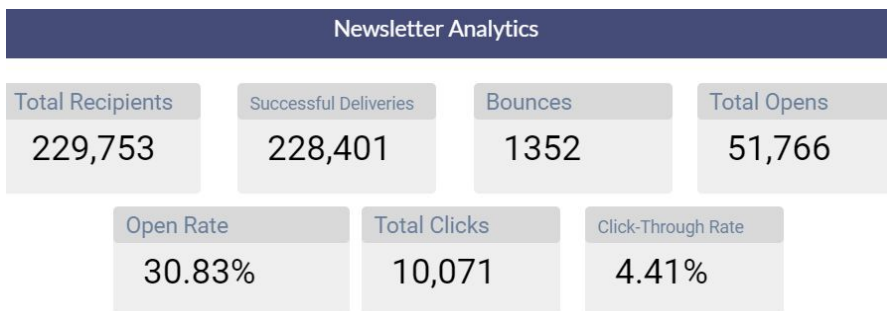 Newsletter Analytics
Total Recipients
229,753
Successful Deliveries
228,401
Bounces
1352
Total Opens
51,766
Open Rate
30.83%
Total Clicks
10,071
Click-Through Rate
4.41%